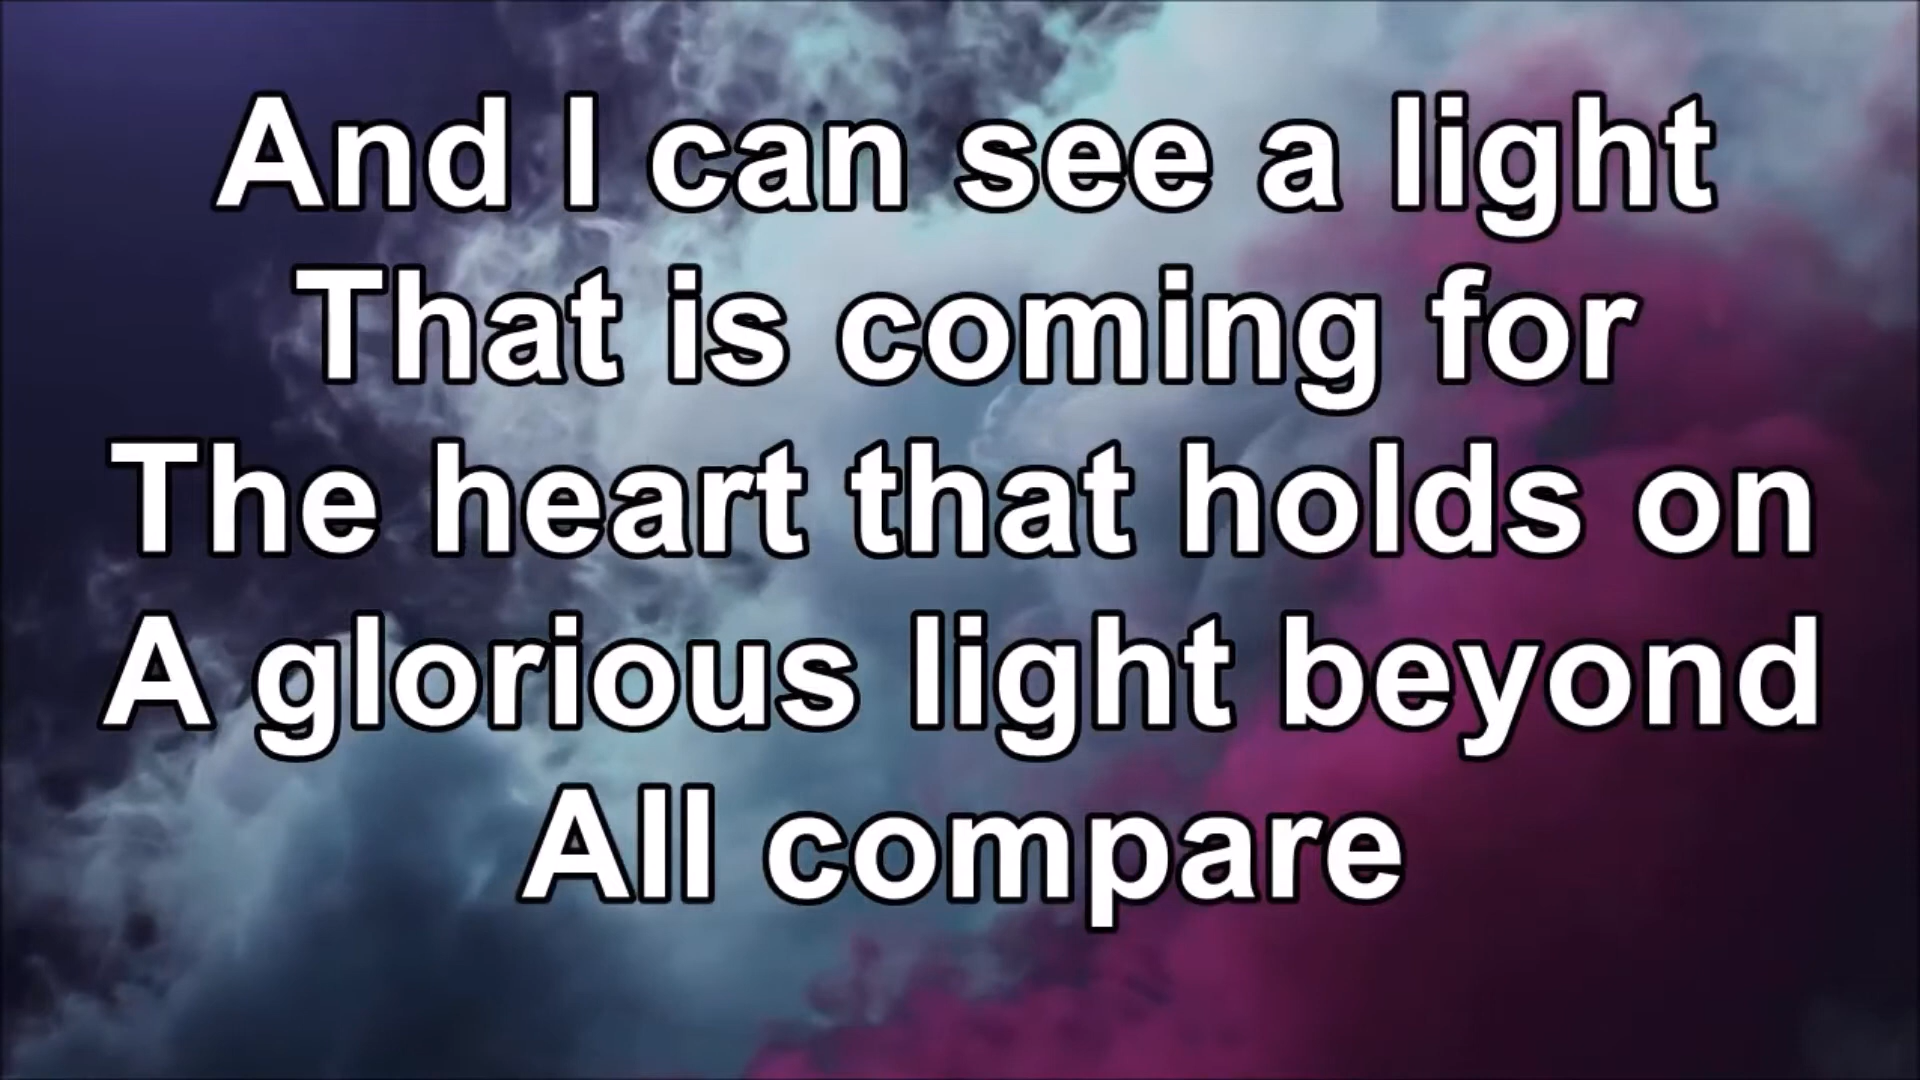 And I can see a light
That is coming for
The heart that holds on
A glorious light beyond
All compare